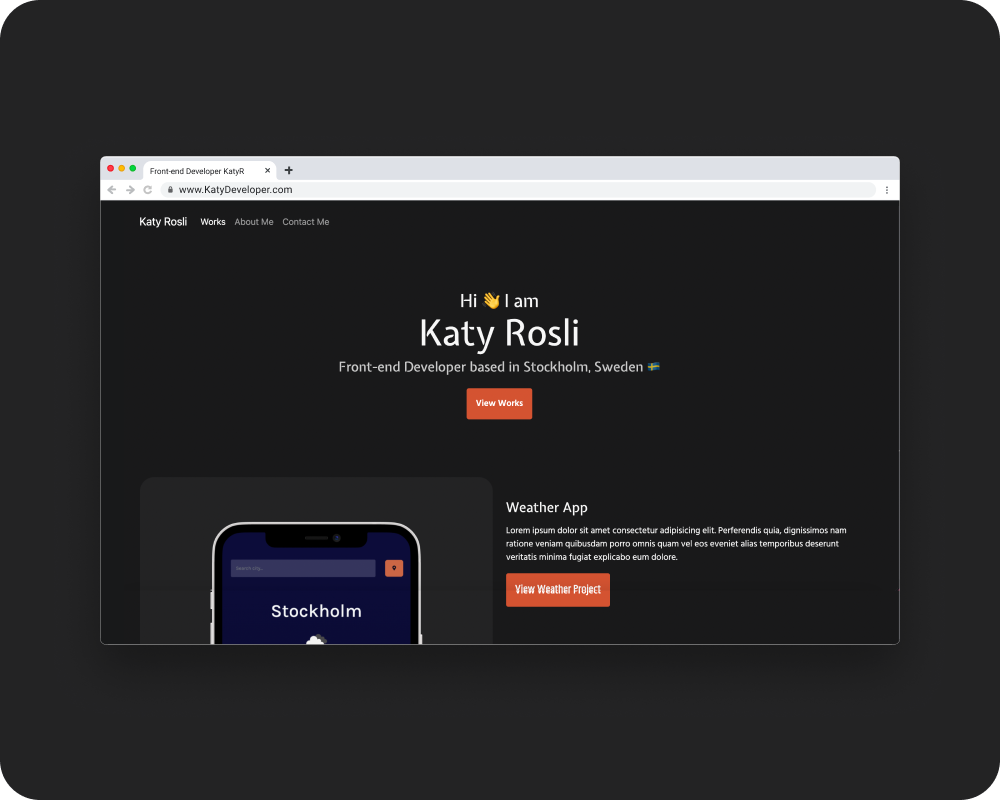 Front-end Developer KatyR
www.KatyDeveloper.com
Katy Rosli Works About Me Contact Me
Hi 👋 I am
Katy Rosli
Front-end Developer based in Stockholm, Sweden 🇸🇪
View Works
Weather App
Lorem ipsum dolor sit amet consectetur adipisicing elit. Perferendis quia, dignissimos nam
ratione veniam quibusdam porro omnis quam vel eos eveniet alias temporibus deserunt
veritatis minima fugiat explicabo eum dolore.
View Weather Project
Search city...
Stockholm